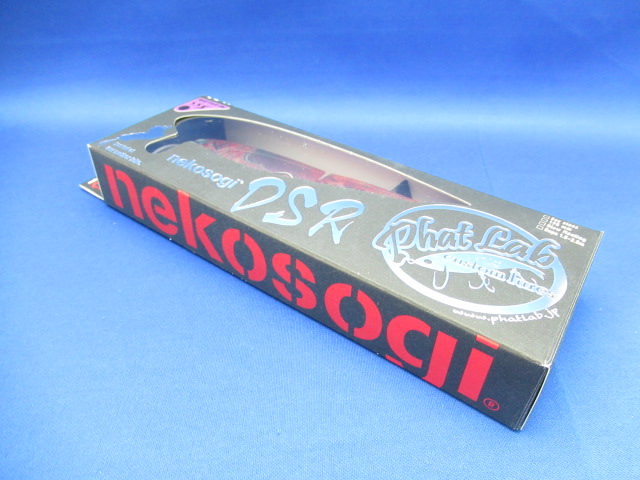 nekosogi
DSR
Phat Lab
Custom Lures
www.phatlab.jp
nekosogi®